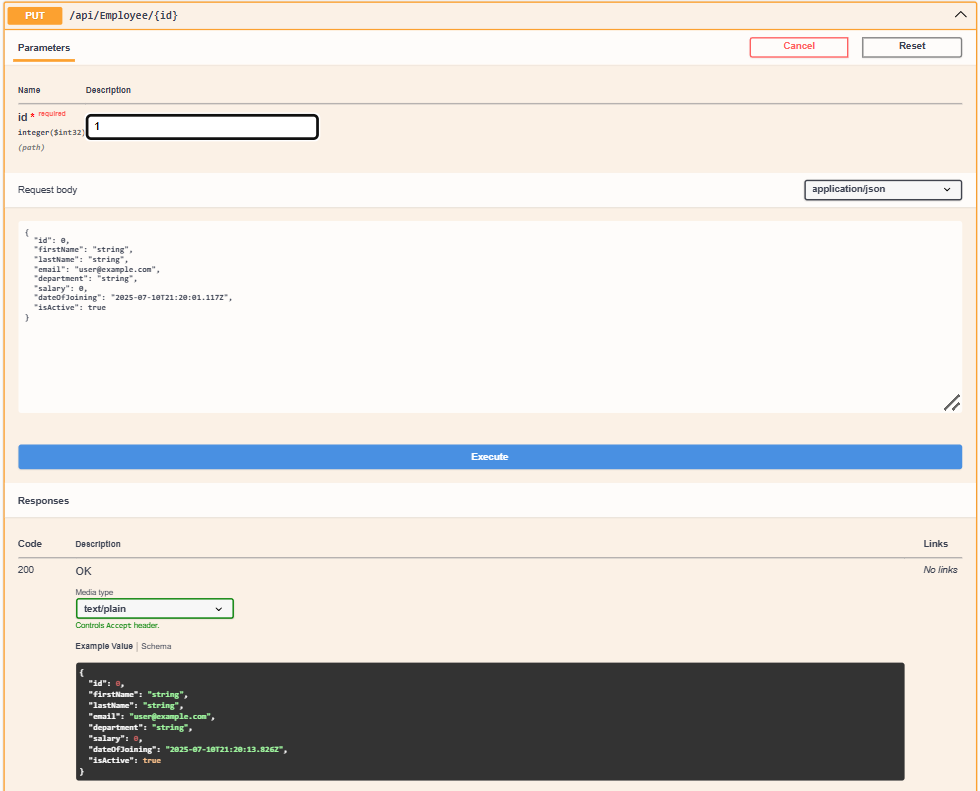 PUT /api/Employee/{id}
Parameters Cancel Reset
Name Description
id * required
integer($int32)
(path)
1
Request body application/json
{
  "id": 0,
  "firstName": "string",
  "lastName": "string",
  "email": "user@example.com",
  "department": "string",
  "salary": 0,
  "dateOfJoining": "2025-07-10T21:20:01.117Z",
  "isActive": true
}
Execute
Responses
Code Description Links
200 OK No links
Media type
text/plain
Controls Accept header.
Example Value | Schema
{
  "id": 0,
  "firstName": "string",
  "lastName": "string",
  "email": "user@example.com",
  "department": "string",
  "salary": 0,
  "dateOfJoining": "2025-07-10T21:20:13.826Z",
  "isActive": true
}